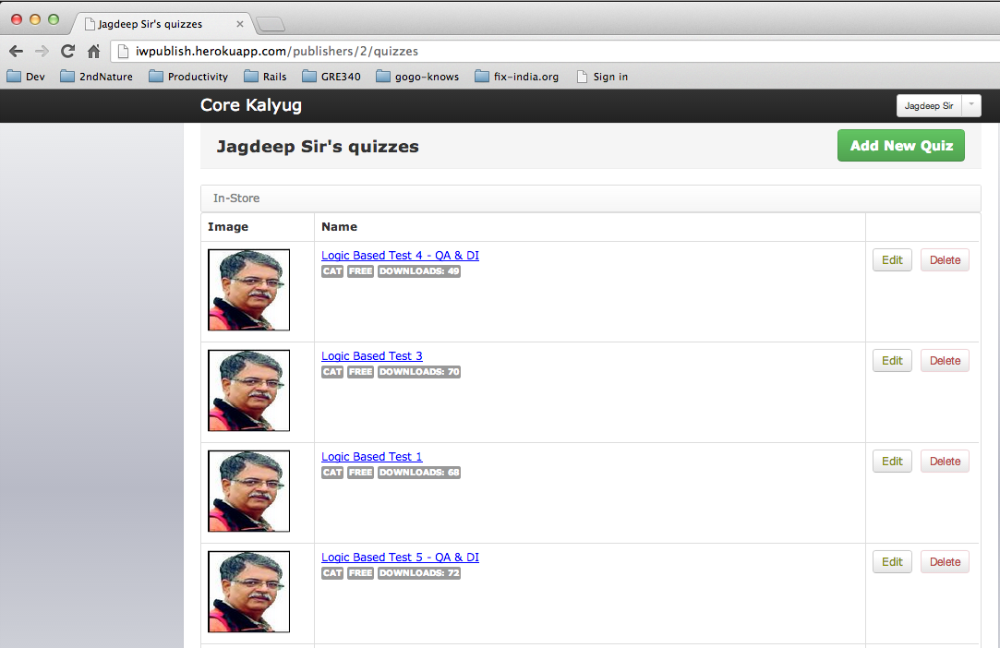 Jagdeep Sir's quizzes
iwpublish.herokuapp.com/publishers/2/quizzes
Dev 2ndNature Productivity Rails GRE340 gogo-knows fix-india.org Sign in
Core Kalyug Jagdeep Sir
Jagdeep Sir's quizzes Add New Quiz
In-Store
Image Name
Logic Based Test 4 - QA & DI Edit Delete
CAT FREE DOWNLOADS: 49
Logic Based Test 3 Edit Delete
CAT FREE DOWNLOADS: 70
Logic Based Test 1 Edit Delete
CAT FREE DOWNLOADS: 68
Logic Based Test 5 - QA & DI Edit Delete
CAT FREE DOWNLOADS: 72